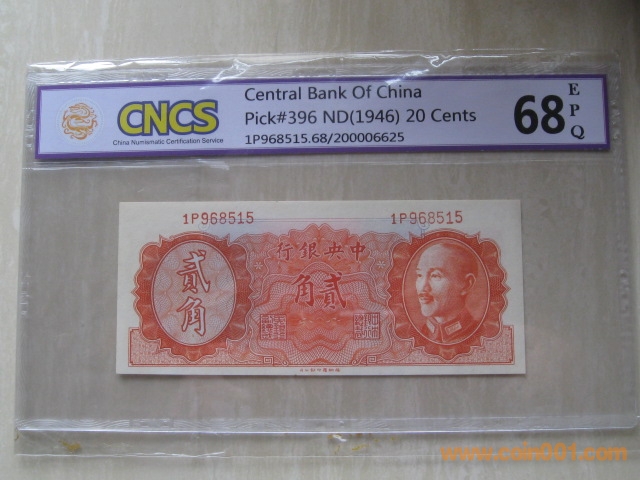 CNCS
China Numismatic Certification Service
Central Bank Of China
Pick#396 ND(1946) 20 Cents
1P968515.68/200006625
68
EPQ
1P968515 1P968515
行銀央中
貳角
角貳
www.coin001.com